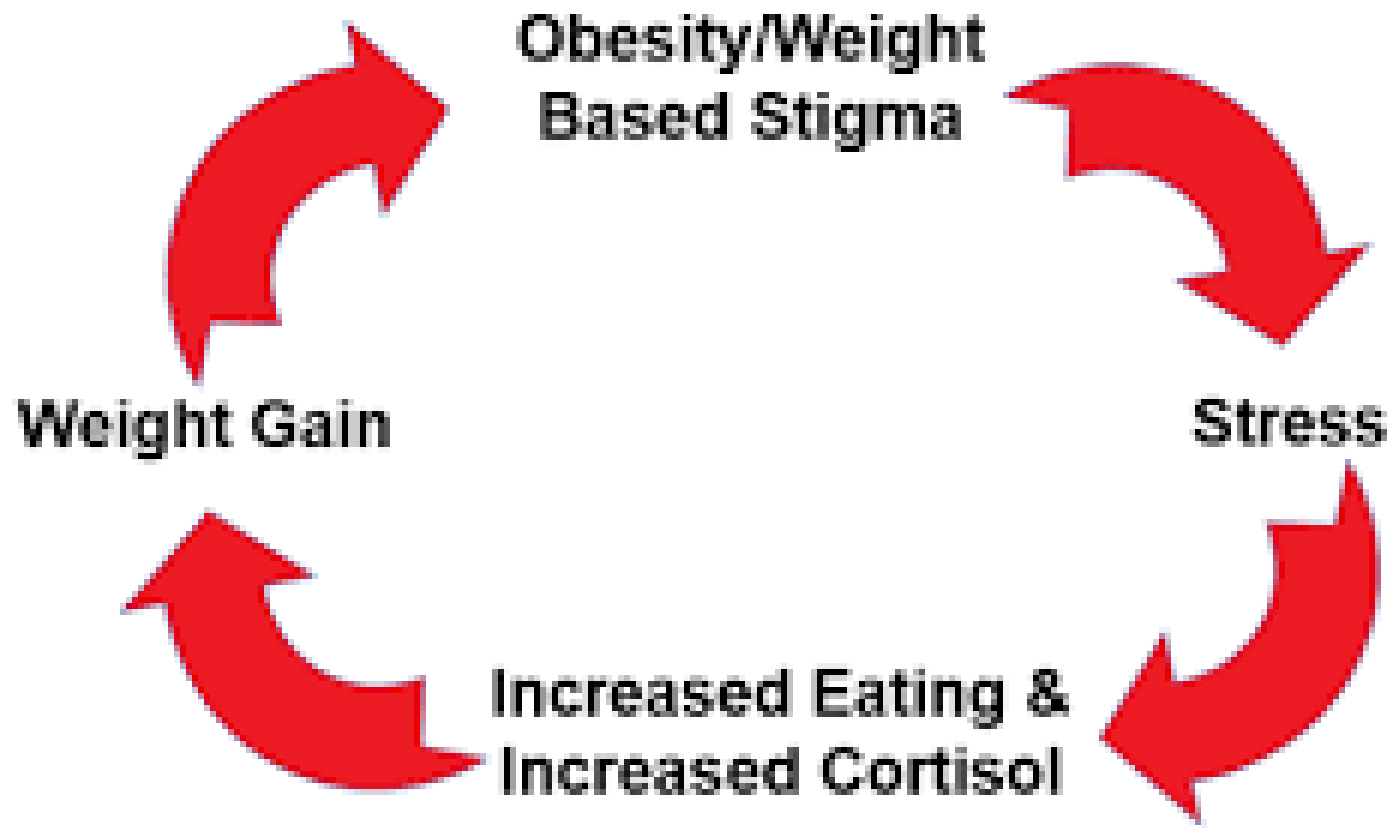 Obesity/Weight
Based Stigma
Weight Gain
Stress
Increased Eating &
Increased Cortisol